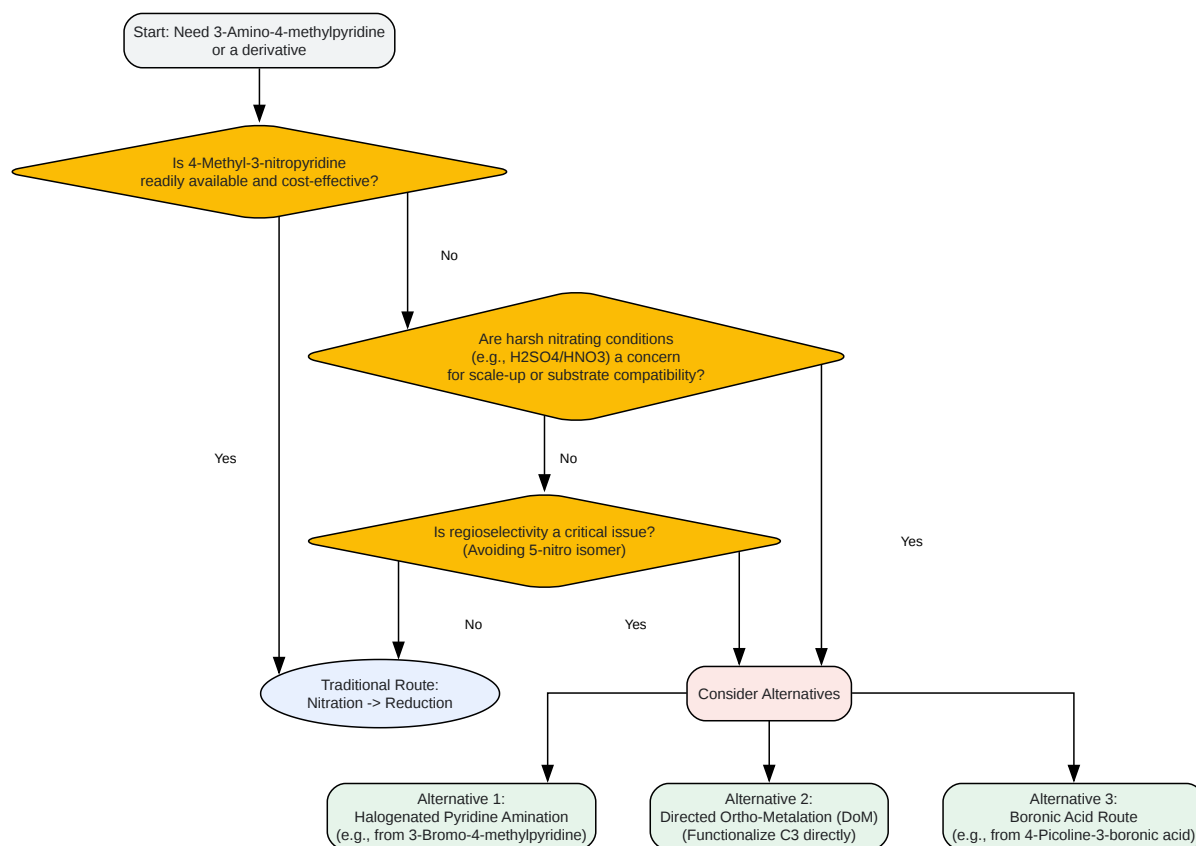 Start: Need 3-Amino-4-methylpyridine
or a derivative
Is 4-Methyl-3-nitropyridine
readily available and cost-effective?
No
Are harsh nitrating conditions
(e.g., H2SO4/HNO3) a concern
for scale-up or substrate compatibility?
Yes
No
Is regioselectivity a critical issue?
(Avoiding 5-nitro isomer)
Yes
No
Yes
Traditional Route:
Nitration -> Reduction
Consider Alternatives
Alternative 1:
Halogenated Pyridine Amination
(e.g., from 3-Bromo-4-methylpyridine)
Alternative 2:
Directed Ortho-Metalation (DoM)
(Functionalize C3 directly)
Alternative 3:
Boronic Acid Route
(e.g., from 4-Picoline-3-boronic acid)